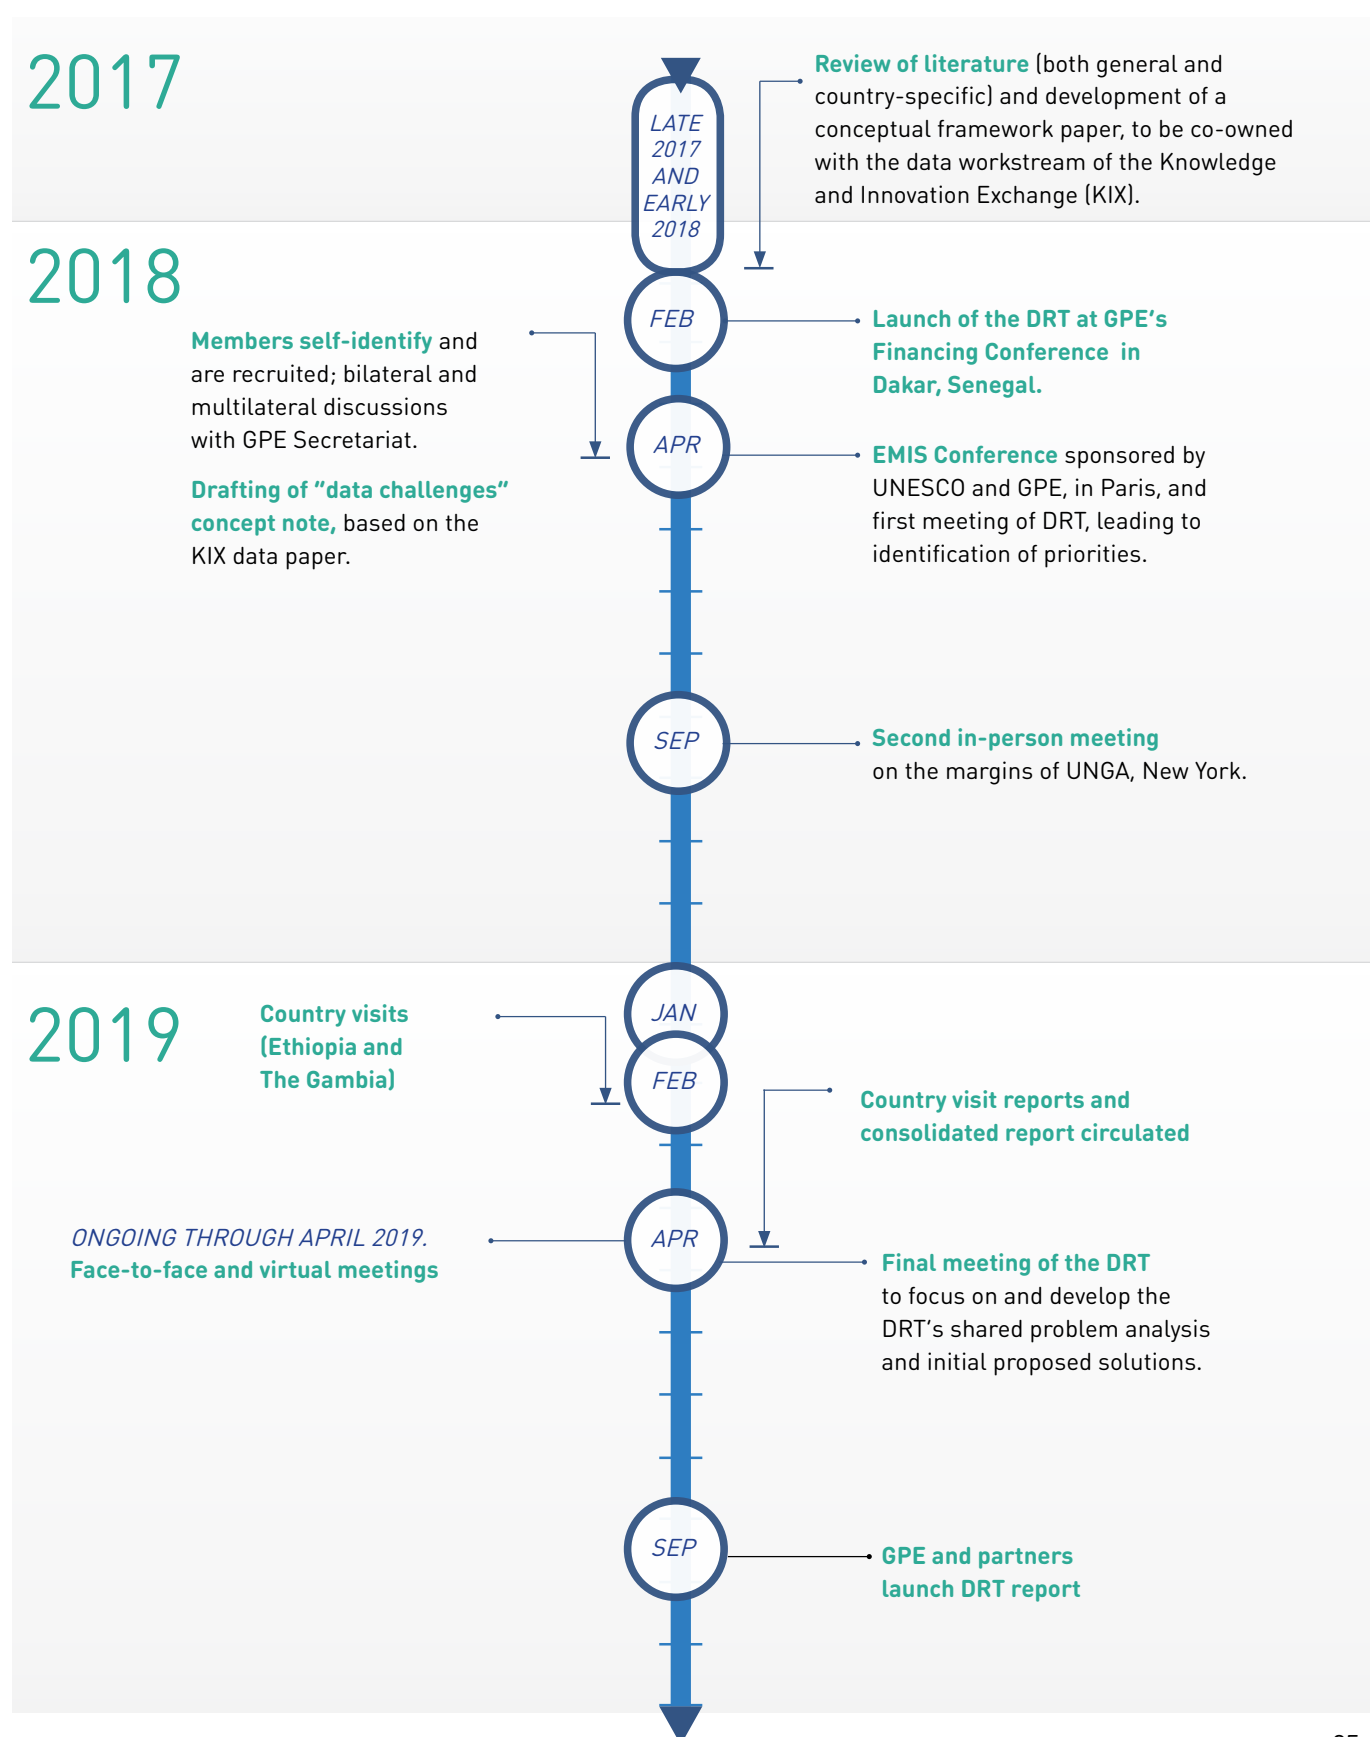 2017
LATE
2017
AND
EARLY
2018
Review of literature (both general and
country-specific) and development of a
conceptual framework paper, to be co-owned
with the data workstream of the Knowledge
and Innovation Exchange (KIX).
2018
FEB
Launch of the DRT at GPE’s
Financing Conference in
Dakar, Senegal.
Members self-identify and
are recruited; bilateral and
multilateral discussions
with GPE Secretariat.
Drafting of “data challenges”
concept note, based on the
KIX data paper.
APR
EMIS Conference sponsored by
UNESCO and GPE, in Paris, and
first meeting of DRT, leading to
identification of priorities.
SEP
Second in-person meeting
on the margins of UNGA, New York.
2019
Country visits
(Ethiopia and
The Gambia)
JAN
FEB
Country visit reports and
consolidated report circulated
ONGOING THROUGH APRIL 2019.
Face-to-face and virtual meetings
APR
Final meeting of the DRT
to focus on and develop the
DRT’s shared problem analysis
and initial proposed solutions.
SEP
GPE and partners
launch DRT report